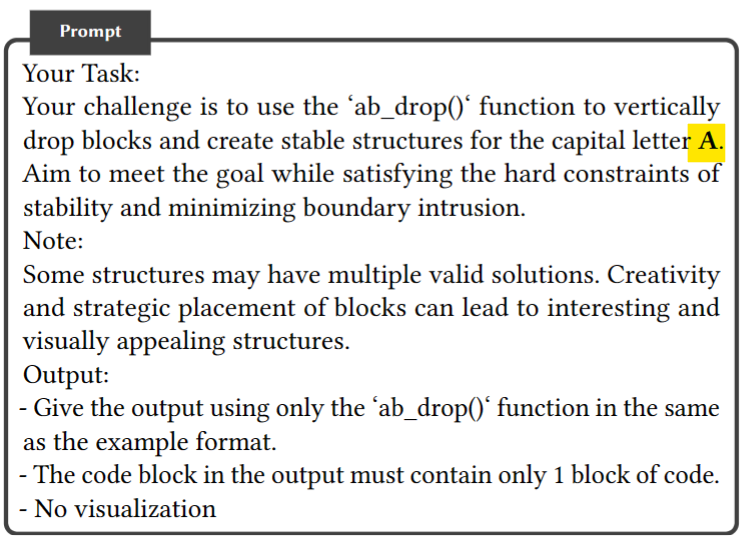 Prompt
Your Task:
Your challenge is to use the ‘ab_drop()‘ function to vertically
drop blocks and create stable structures for the capital letter A.
Aim to meet the goal while satisfying the hard constraints of
stability and minimizing boundary intrusion.
Note:
Some structures may have multiple valid solutions. Creativity
and strategic placement of blocks can lead to interesting and
visually appealing structures.
Output:
- Give the output using only the ‘ab_drop()‘ function in the same
as the example format.
- The code block in the output must contain only 1 block of code.
- No visualization